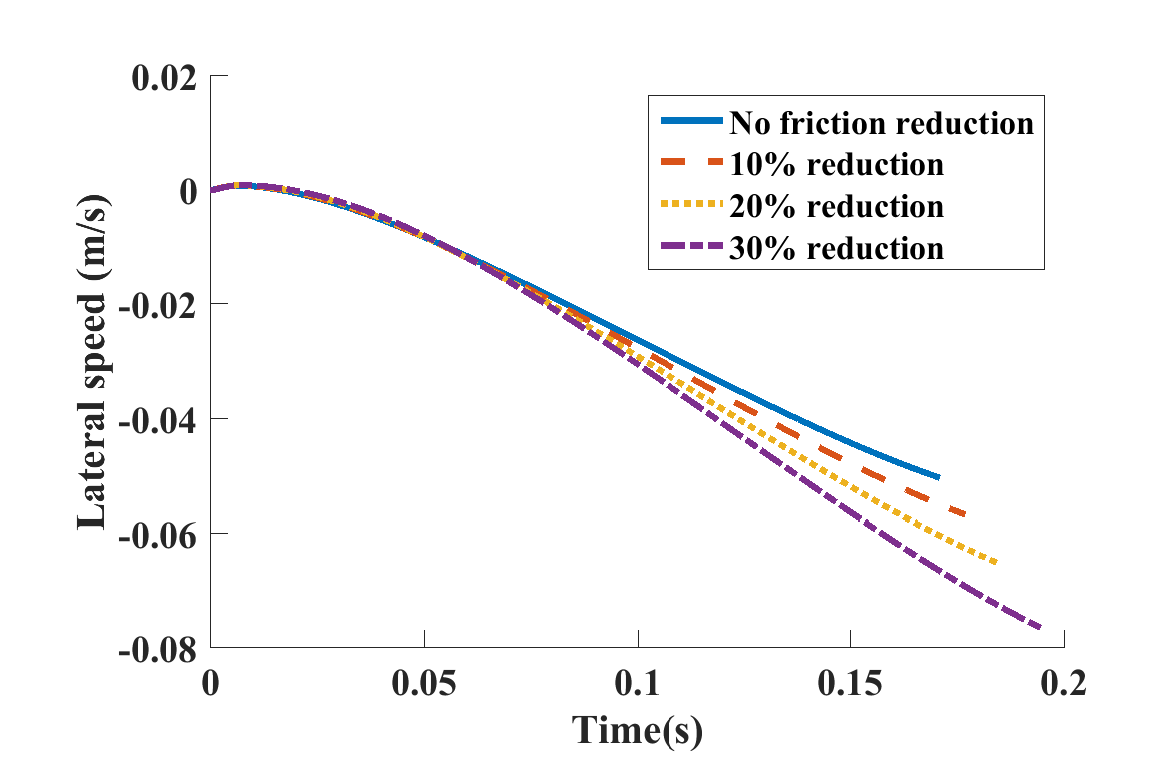 0.02
0
-0.02
-0.04
-0.06
-0.08
Lateral speed (m/s)
No friction reduction
10% reduction
20% reduction
30% reduction
0
0.05
0.1
0.15
0.2
Time(s)